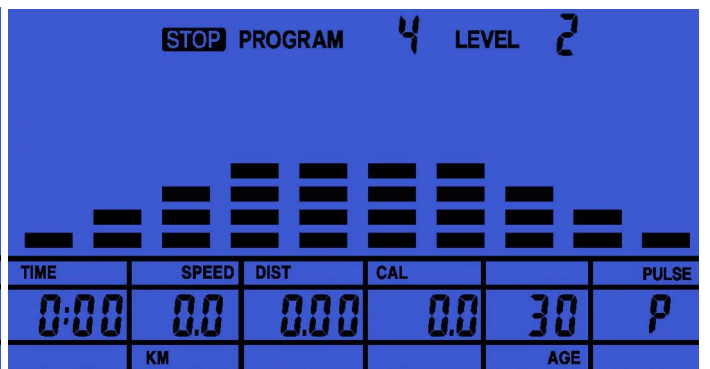 STOP PROGRAM 4 LEVEL 2
TIME SPEED DIST CAL PULSE
0:00 0.0 0.00 0.0 30 P
KM AGE